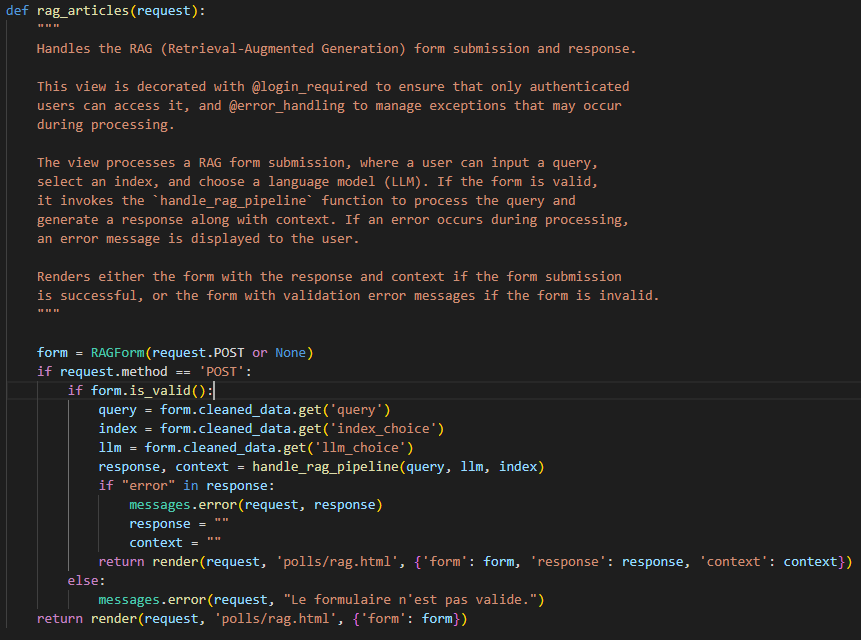 def rag_articles(request):
    """
    Handles the RAG (Retrieval-Augmented Generation) form submission and response.

    This view is decorated with @login_required to ensure that only authenticated
    users can access it, and @error_handling to manage exceptions that may occur
    during processing.

    The view processes a RAG form submission, where a user can input a query,
    select an index, and choose a language model (LLM). If the form is valid,
    it invokes the `handle_rag_pipeline` function to process the query and
    generate a response along with context. If an error occurs during processing,
    an error message is displayed to the user.

    Renders either the form with the response and context if the form submission
    is successful, or the form with validation error messages if the form is invalid.
    """

    form = RAGForm(request.POST or None)
    if request.method == 'POST':
        if form.is_valid():
            query = form.cleaned_data.get('query')
            index = form.cleaned_data.get('index_choice')
            llm = form.cleaned_data.get('llm_choice')
            response, context = handle_rag_pipeline(query, llm, index)
            if "error" in response:
                messages.error(request, response)
                response = ""
                context = ""
            return render(request, 'polls/rag.html', {'form': form, 'response': response, 'context': context})
        else:
            messages.error(request, "Le formulaire n'est pas valide.")
    return render(request, 'polls/rag.html', {'form': form})